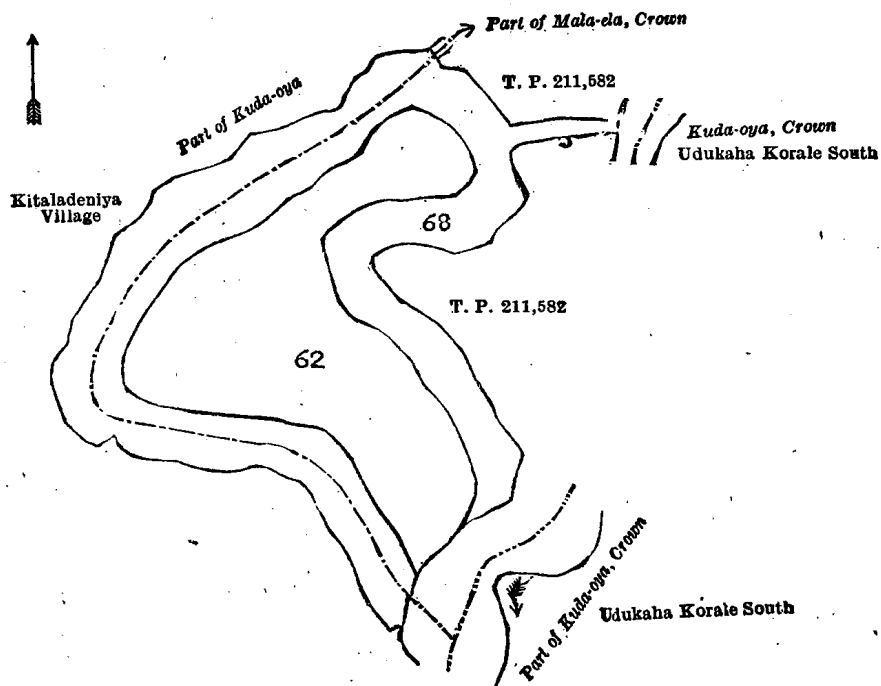 Part of Mala-ela, Crown
T. P. 211,582
Part of Kuda-oya
Kuda-oya, Crown
Udukaha Korale South
Kitaladeniya
Village
68
T. P. 211,582
62
Part of Kuda-oya, Crown
Udukaha Korale South